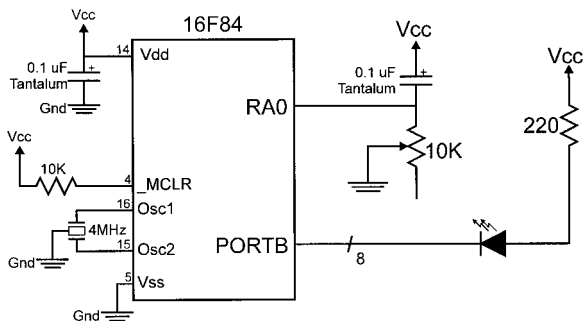 16F84
Vcc
14
Vdd
0.1 uF
+
Tantalum
Gnd
Vcc
10K
4
_MCLR
16
Osc1
4MHz
15
Osc2
Gnd
5
Vss
Gnd
RA0
PORTB
8
Vcc
0.1 uF
+
Tantalum
10K
Vcc
220